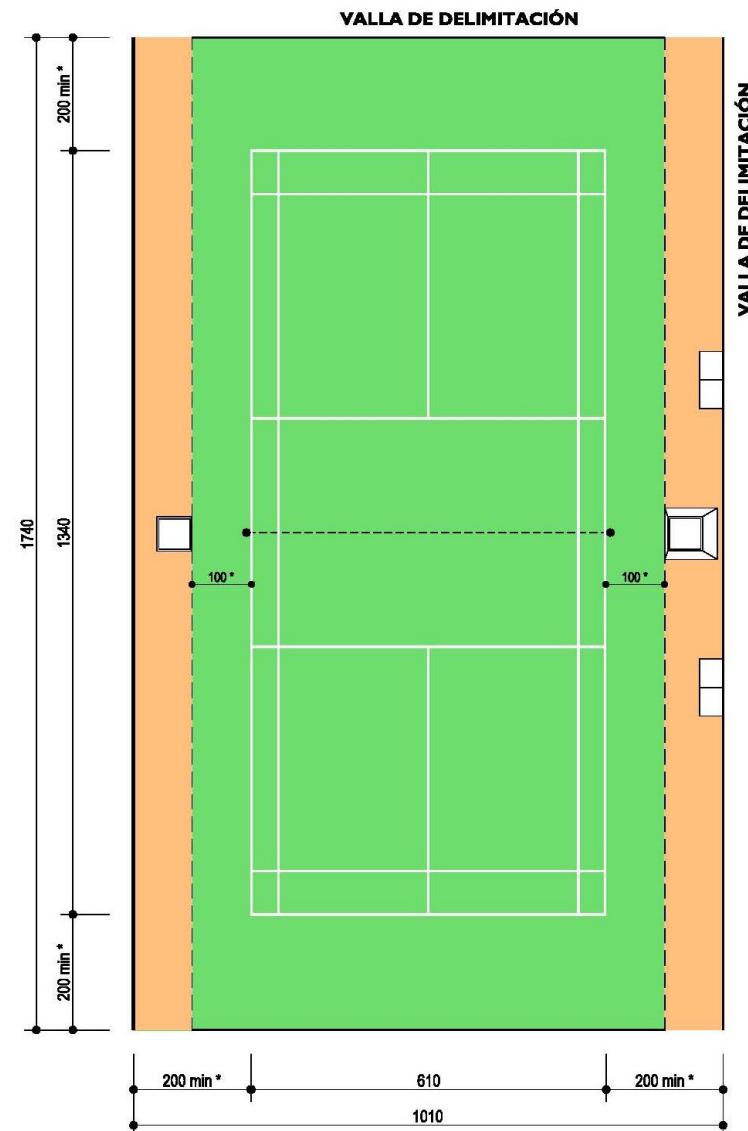 VALLA DE DELIMITACIÓN
VALLA DE DELIMITACIÓN
200 min *
1740
1340
100 *
100 *
200 min *
200 min *
610
200 min *
1010